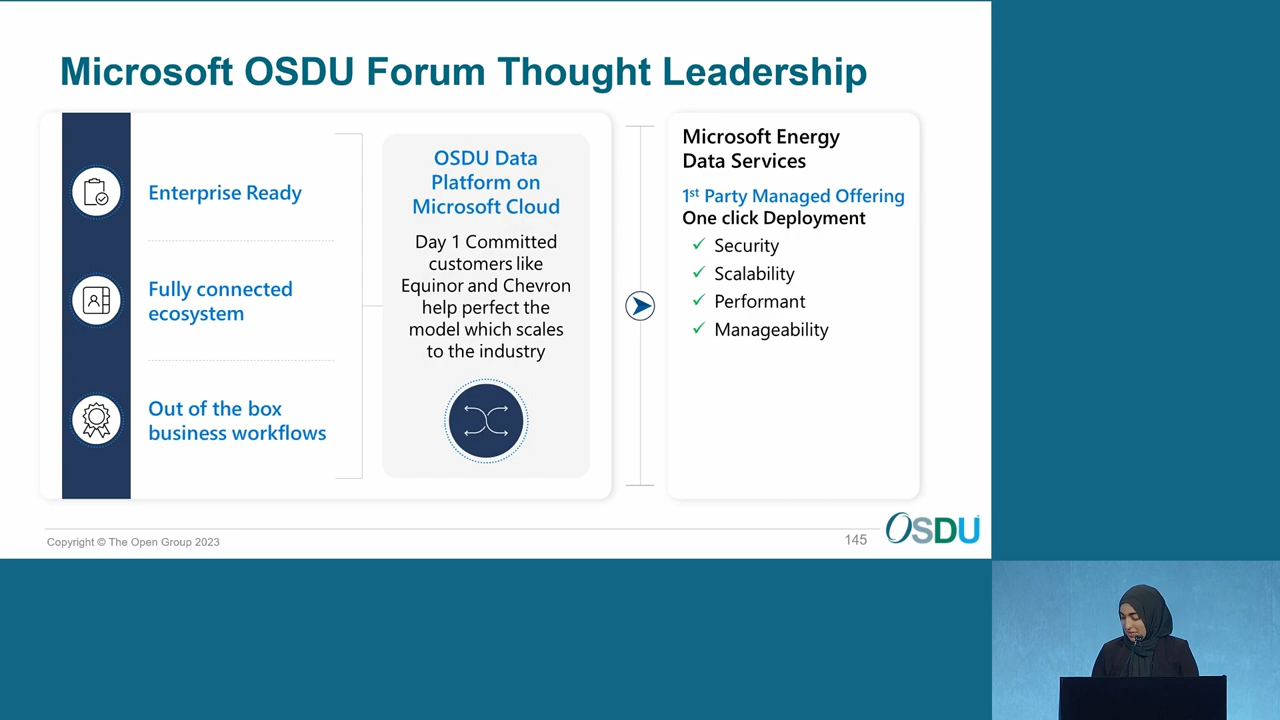 Microsoft OSDU Forum Thought Leadership
Enterprise Ready
Fully connected
ecosystem
Out of the box
business workflows
OSDU Data
Platform on
Microsoft Cloud
Day 1 Committed
customers like
Equinor and Chevron
help perfect the
model which scales
to the industry
Microsoft Energy
Data Services
1st Party Managed Offering
One click Deployment
✓ Security
✓ Scalability
✓ Performant
✓ Manageability
Copyright © The Open Group 2023
145
OSDU